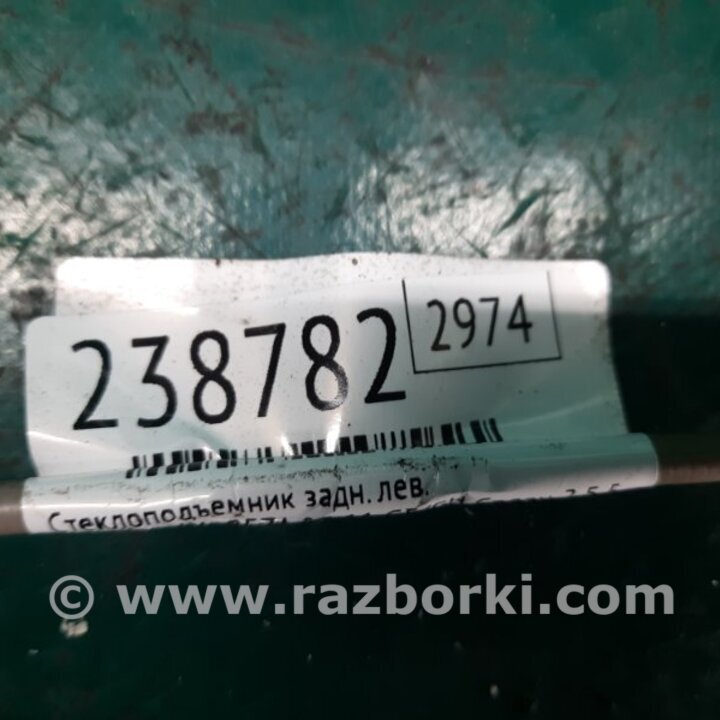 238782
2974
Стеклоподъемник задн. лев.
© www.razborki.com